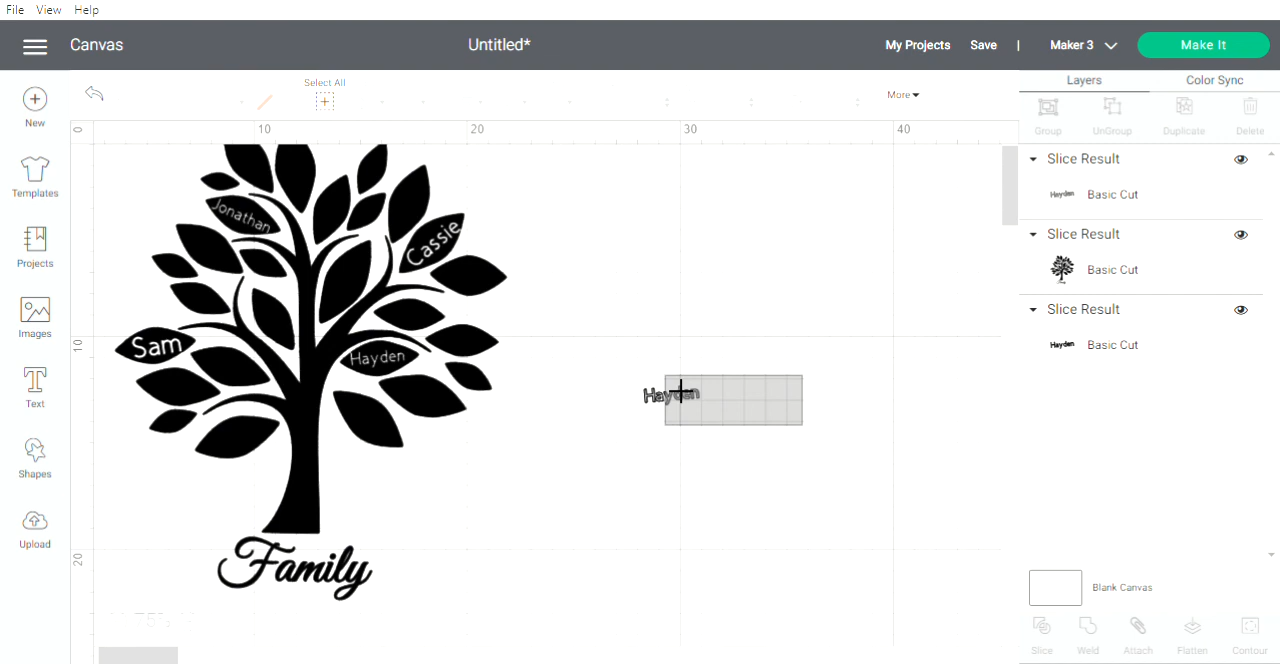 File View Help
Canvas Untitled* My Projects Save | Maker 3 Make It
New
Templates
Projects
Images
Text
Shapes
Upload
Select All
More
0 10 20 30 40
10
20
Jonathan
Cassie
Sam
Hayden
Family
Hayden
Layers Color Sync
Group UnGroup Duplicate Delete
Slice Result
Hayden Basic Cut
Slice Result
Basic Cut
Slice Result
Hayden Basic Cut
Blank Canvas
Slice Weld Attach Flatten Contour